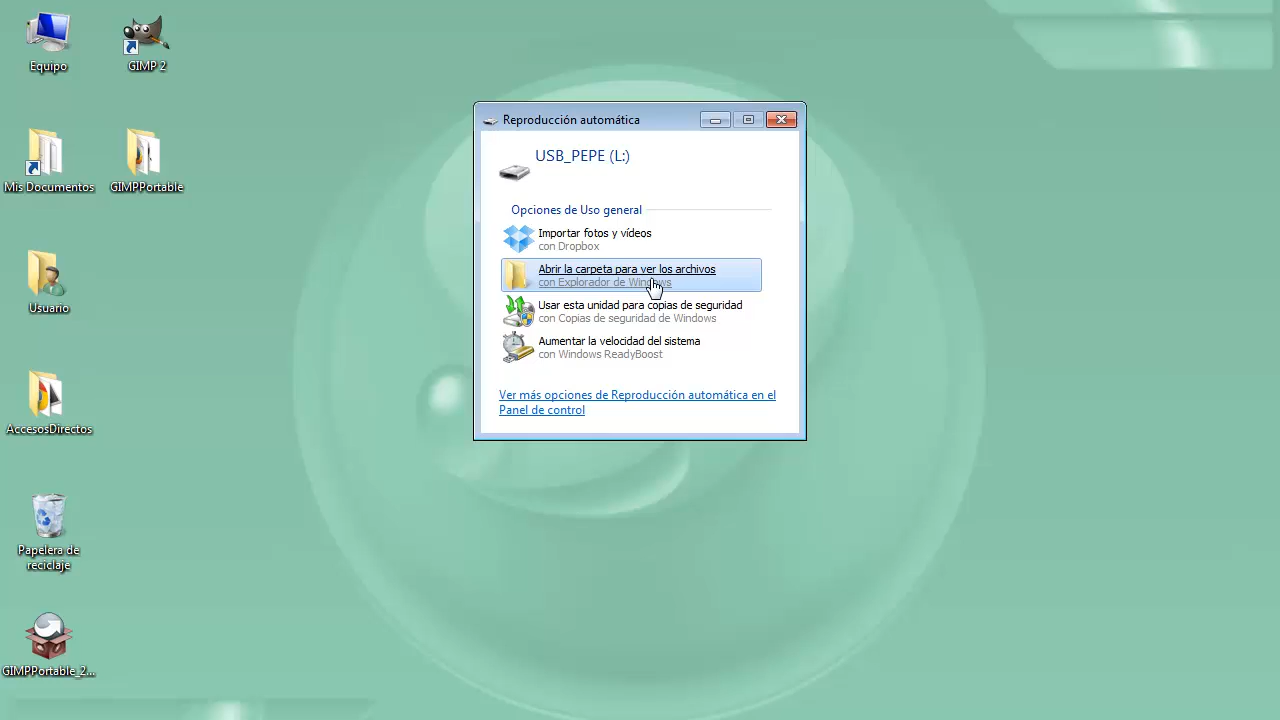 Equipo
GIMP 2
Mis Documentos
GIMPPortable
Usuario
AccesosDirectos
Papelera de
reciclaje
GIMPPortable_2...
Reproducción automática
USB_PEPE (L:)
Opciones de Uso general
Importar fotos y vídeos
con Dropbox
Abrir la carpeta para ver los archivos
con Explorador de Windows
Usar esta unidad para copias de seguridad
con Copias de seguridad de Windows
Aumentar la velocidad del sistema
con Windows ReadyBoost
Ver más opciones de Reproducción automática en el
Panel de control